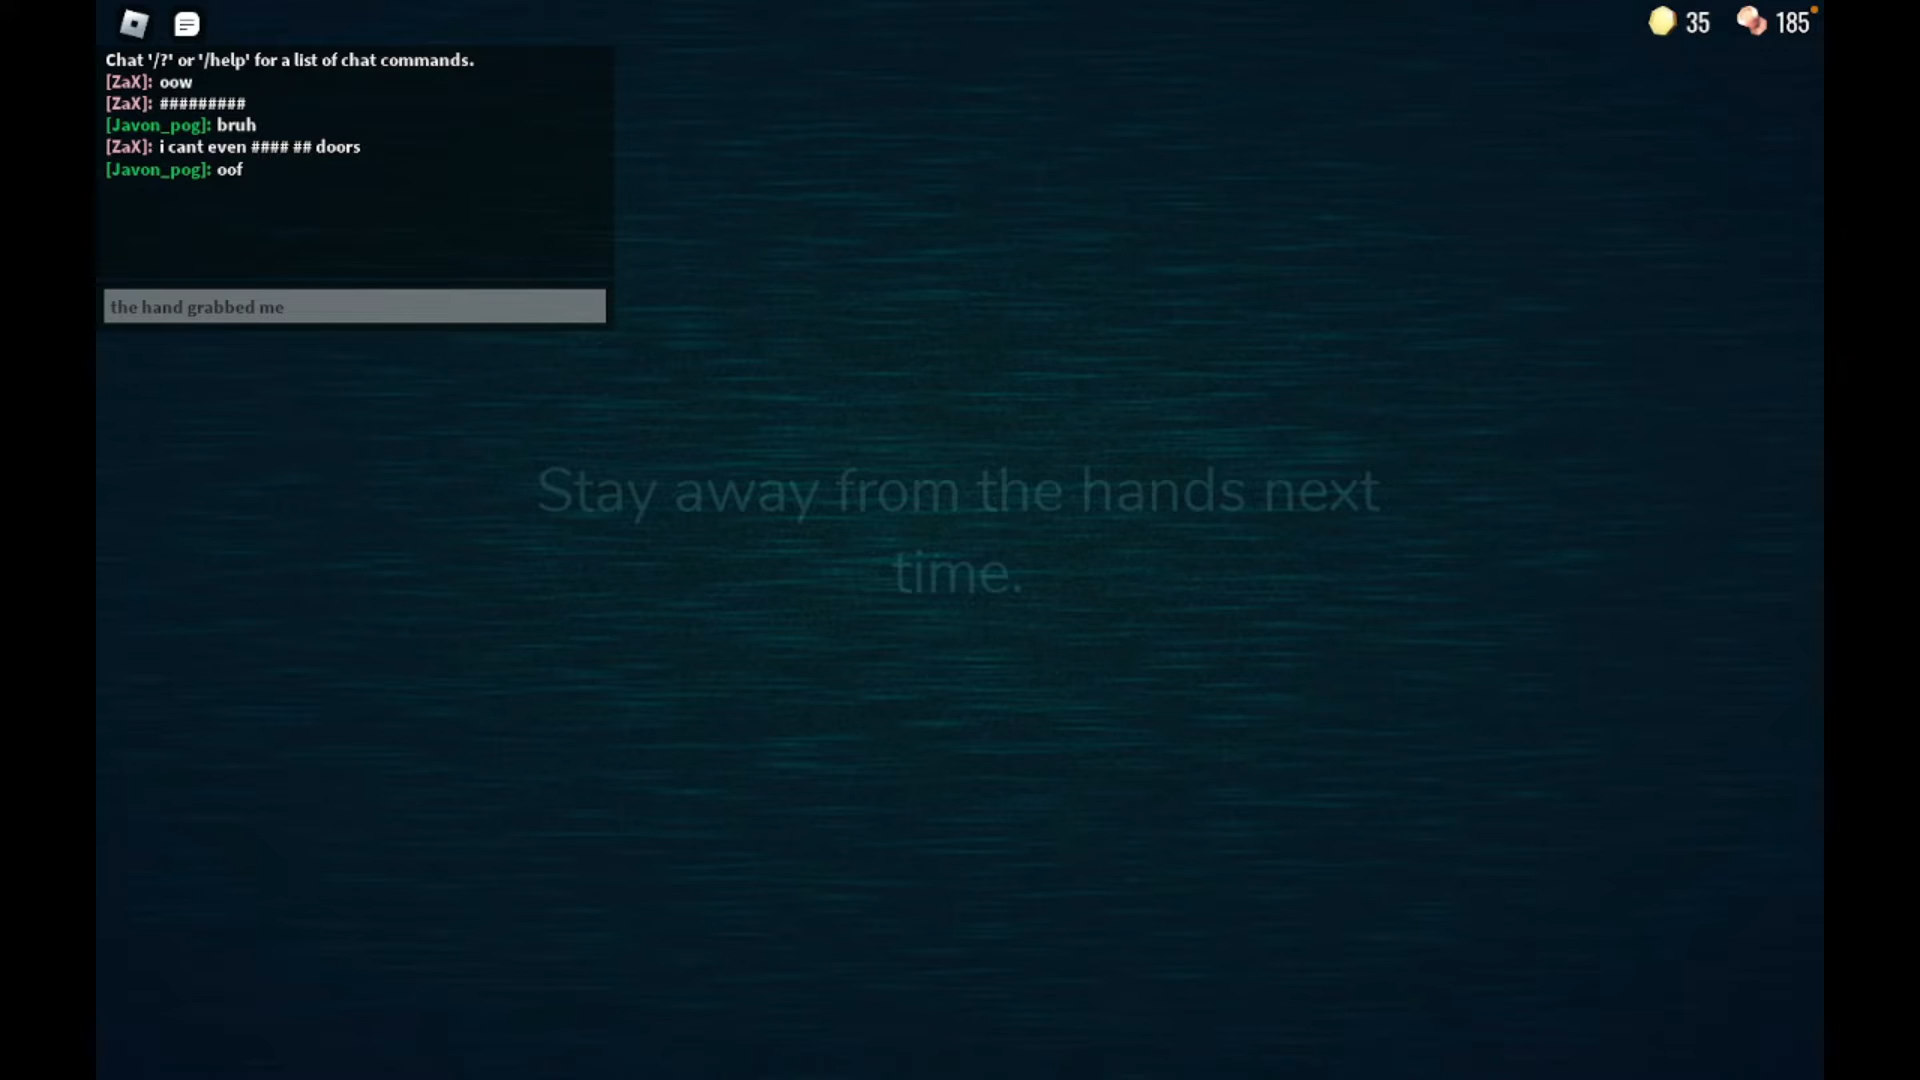 35
185
Chat '/?' or '/help' for a list of chat commands.
[ZaX]: oow
[ZaX]: #########
[Javon_pog]: bruh
[ZaX]: i cant even #### ## doors
[Javon_pog]: oof
the hand grabbed me
Stay away from the hands next
time.